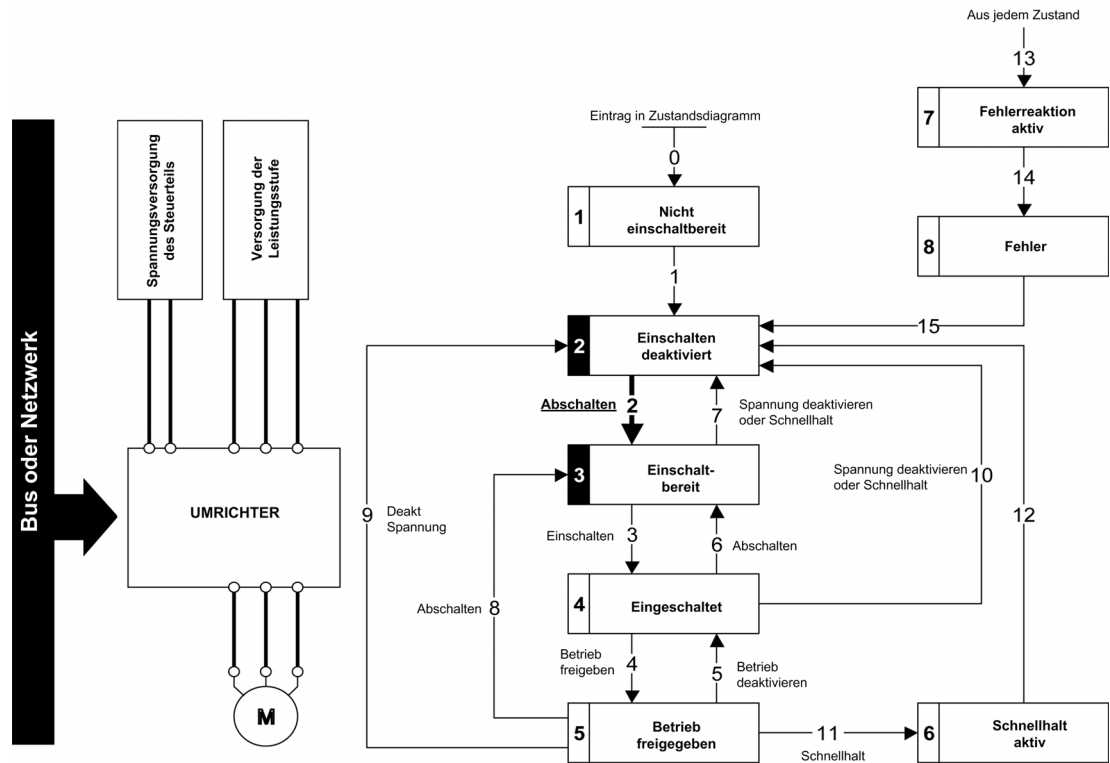 Aus jedem Zustand
13
7
Fehlerreaktion
aktiv
14
8
Fehler
15
Eintrag in Zustandsdiagramm
0
1
Nicht
einschaltbereit
1
2
Einschalten
deaktiviert
Abschalten 2
7
Spannung deaktivieren
oder Schnellhalt
3
Einschalt-
bereit
Einschalten 3
6 Abschalten
4
Eingeschaltet
Spannung deaktivieren
oder Schnellhalt
10
12
Betrieb
freigeben
4
5
Betrieb
deaktivieren
5
Betrieb
freigegeben
11
Schnellhalt
6
Schnellhalt
aktiv
9
Deakt
Spannung
Abschalten 8
Bus oder Netzwerk
Spannungsversorgung
des Steuerteils
Versorgung der
Leistungsstufe
UMRICHTER
M